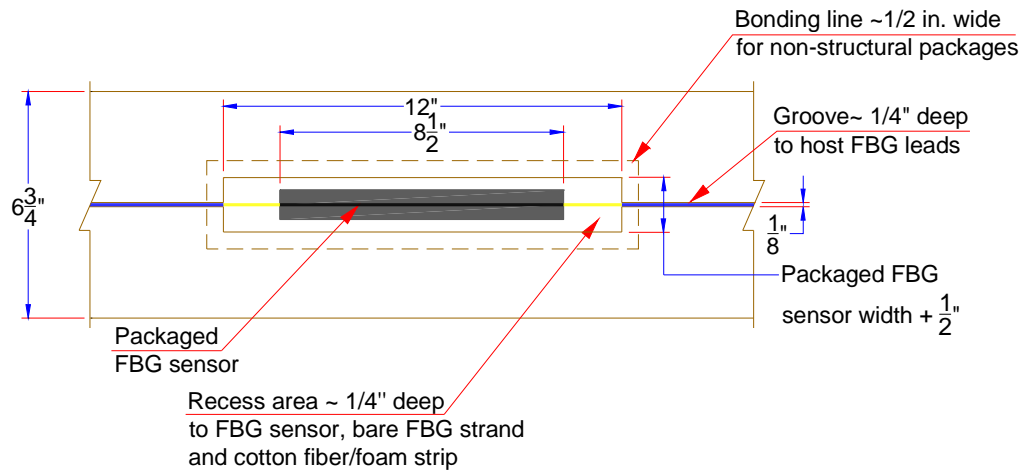 Bonding line ~1/2 in. wide
for non-structural packages
12"
8 1/2"
Groove~ 1/4" deep
to host FBG leads
6 3/4"
1/8"
Packaged FBG
sensor width + 1/2"
Packaged
FBG sensor
Recess area ~ 1/4" deep
to FBG sensor, bare FBG strand
and cotton fiber/foam strip